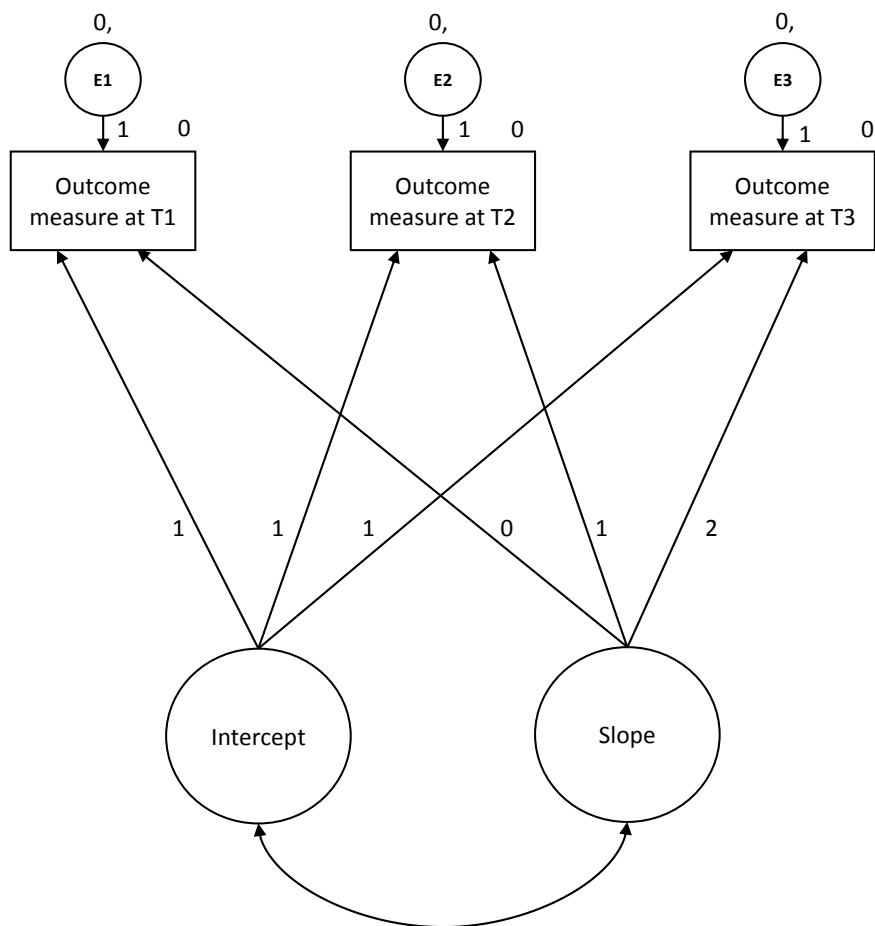 0,
0,
0,
E1
E2
E3
1
0
1
0
1
0
Outcome
measure at T1
Outcome
measure at T2
Outcome
measure at T3
1
1
1
0
1
2
Intercept
Slope